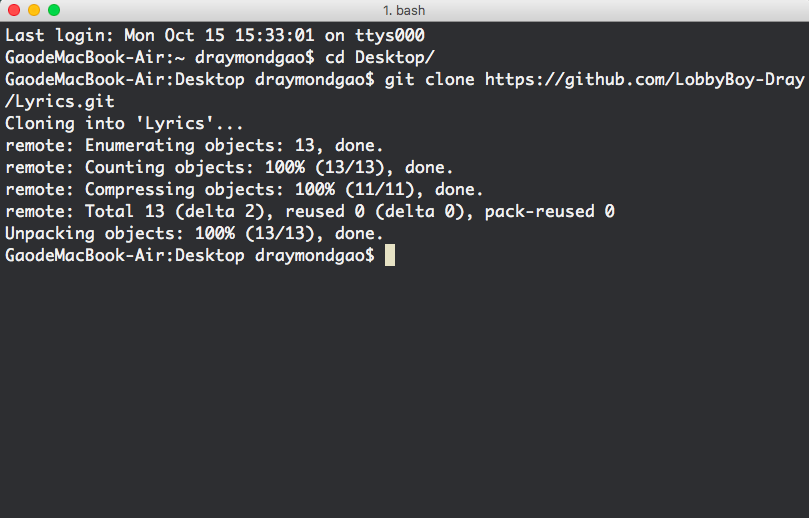 1. bash
Last login: Mon Oct 15 15:33:01 on ttys000
GaodeMacBook-Air:~ draymondgao$ cd Desktop/
GaodeMacBook-Air:Desktop draymondgao$ git clone https://github.com/LobbyBoy-Dray
/Lyrics.git
Cloning into 'Lyrics'...
remote: Enumerating objects: 13, done.
remote: Counting objects: 100% (13/13), done.
remote: Compressing objects: 100% (11/11), done.
remote: Total 13 (delta 2), reused 0 (delta 0), pack-reused 0
Unpacking objects: 100% (13/13), done.
GaodeMacBook-Air:Desktop draymondgao$